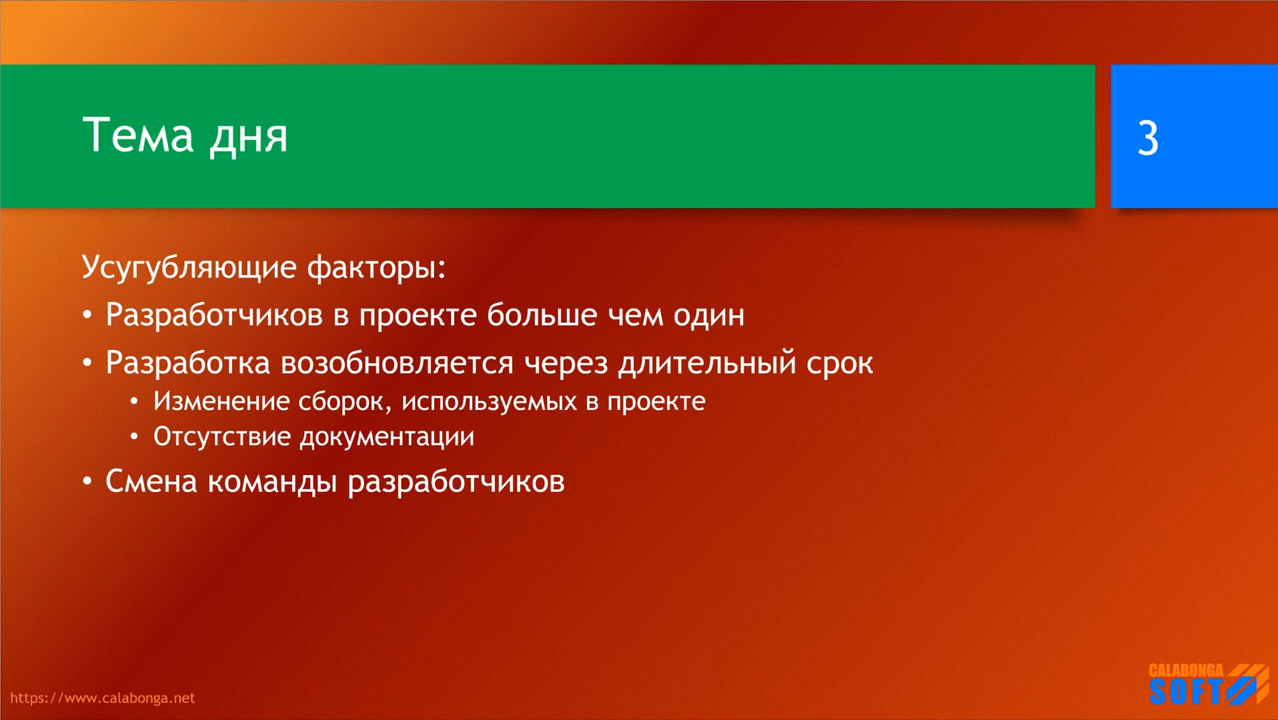 Тема дня
3
Усугубляющие факторы:
• Разработчиков в проекте больше чем один
• Разработка возобновляется через длительный срок
• Изменение сборок, используемых в проекте
• Отсутствие документации
• Смена команды разработчиков
https://www.calabonga.net
CALABONGA
SOFT